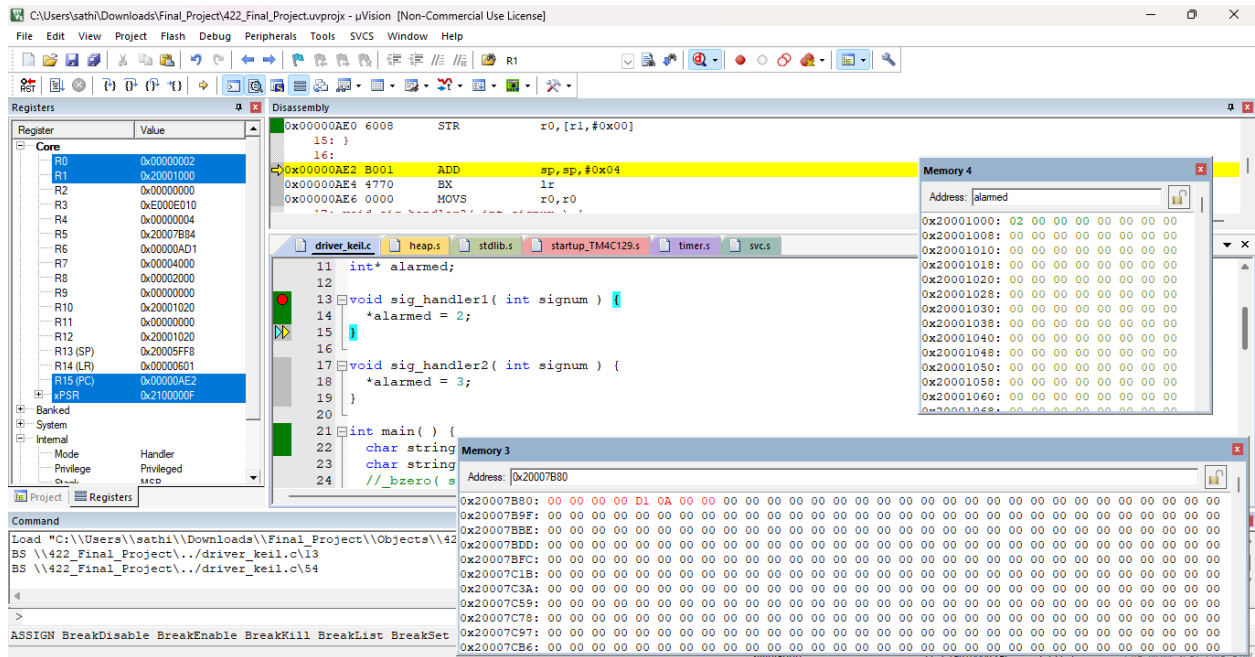 C:\Users\sathi\Downloads\Final_Project\422_Final_Project.uvprojx - µVision [Non-Commercial Use License]
File Edit View Project Flash Debug Peripherals Tools SVCS Window Help
R1
RST
Registers
Register Value
Core
R0 0x00000002
R1 0x20001000
R2 0x00000000
R3 0xE000E010
R4 0x00000004
R5 0x20007B84
R6 0x00000AD1
R7 0x00004000
R8 0x00002000
R9 0x00000000
R10 0x20001020
R11 0x00000000
R12 0x20001020
R13 (SP) 0x20005FF8
R14 (LR) 0x00000601
R15 (PC) 0x00000AE2
xPSR 0x2100000F
Banked
System
Internal
Mode Handler
Privilege Privileged
Stack MSP
Project Registers
Disassembly
0x00000AE0 6008 STR r0,[r1,#0x00]
15: }
16:
0x00000AE2 B001 ADD sp,sp,#0x04
0x00000AE4 4770 BX lr
0x00000AE6 0000 MOVS r0,r0
17: void sig_handler2( int signum ) {
driver_keil.c heap.s stdlib.s startup_TM4C129.s timer.s svc.s
11 int* alarmed;
12
13 void sig_handler1( int signum ) {
14 *alarmed = 2;
15 }
16
17 void sig_handler2( int signum ) {
18 *alarmed = 3;
19 }
20
21 int main( ) {
22 char string
23 char string
24 //_bzero( s
Memory 4
Address: alarmed
0x20001000: 02 00 00 00 00 00 00 00
0x20001008: 00 00 00 00 00 00 00 00
0x20001010: 00 00 00 00 00 00 00 00
0x20001018: 00 00 00 00 00 00 00 00
0x20001020: 00 00 00 00 00 00 00 00
0x20001028: 00 00 00 00 00 00 00 00
0x20001030: 00 00 00 00 00 00 00 00
0x20001038: 00 00 00 00 00 00 00 00
0x20001040: 00 00 00 00 00 00 00 00
0x20001048: 00 00 00 00 00 00 00 00
0x20001050: 00 00 00 00 00 00 00 00
0x20001058: 00 00 00 00 00 00 00 00
0x20001060: 00 00 00 00 00 00 00 00
0x20001068: 00 00 00 00 00 00 00 00
Memory 3
Address: 0x20007B80
0x20007B80: 00 00 00 00 D1 0A 00 00 00 00 00 00 00 00 00 00 00 00 00 00 00 00 00 00 00 00 00 00 00 00 00
0x20007B9F: 00 00 00 00 00 00 00 00 00 00 00 00 00 00 00 00 00 00 00 00 00 00 00 00 00 00 00 00 00 00 00
0x20007BBE: 00 00 00 00 00 00 00 00 00 00 00 00 00 00 00 00 00 00 00 00 00 00 00 00 00 00 00 00 00 00 00
0x20007BDD: 00 00 00 00 00 00 00 00 00 00 00 00 00 00 00 00 00 00 00 00 00 00 00 00 00 00 00 00 00 00 00
0x20007BFC: 00 00 00 00 00 00 00 00 00 00 00 00 00 00 00 00 00 00 00 00 00 00 00 00 00 00 00 00 00 00 00
0x20007C1B: 00 00 00 00 00 00 00 00 00 00 00 00 00 00 00 00 00 00 00 00 00 00 00 00 00 00 00 00 00 00 00
0x20007C3A: 00 00 00 00 00 00 00 00 00 00 00 00 00 00 00 00 00 00 00 00 00 00 00 00 00 00 00 00 00 00 00
0x20007C59: 00 00 00 00 00 00 00 00 00 00 00 00 00 00 00 00 00 00 00 00 00 00 00 00 00 00 00 00 00 00 00
0x20007C78: 00 00 00 00 00 00 00 00 00 00 00 00 00 00 00 00 00 00 00 00 00 00 00 00 00 00 00 00 00 00 00
0x20007C97: 00 00 00 00 00 00 00 00 00 00 00 00 00 00 00 00 00 00 00 00 00 00 00 00 00 00 00 00 00 00 00
0x20007CB6: 00 00 00 00 00 00 00 00 00 00 00 00 00 00 00 00 00 00 00 00 00 00 00 00 00 00 00 00 00 00 00
Command
Load "C:\\Users\\sathi\\Downloads\\Final_Project\\Objects\\42
BS \\422_Final_Project\../driver_keil.c\13
BS \\422_Final_Project\../driver_keil.c\54
>
ASSIGN BreakDisable BreakEnable BreakKill BreakList BreakSet